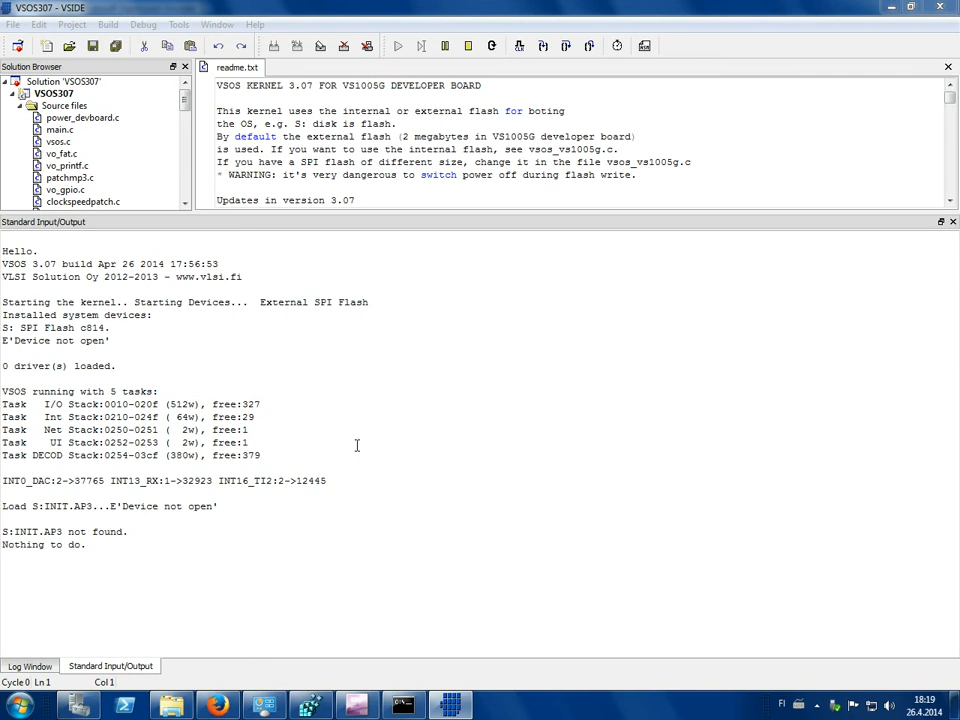 VSOS307 - VSIDE
File Edit Project Build Debug Tools Window Help
Solution Browser
Solution 'VSOS307'
VSOS307
Source files
power_devboard.c
main.c
vsos.c
vo_fat.c
vo_printf.c
patchmp3.c
vo_gpio.c
clockspeedpatch.c
readme.txt
VSOS KERNEL 3.07 FOR VS1005G DEVELOPER BOARD
This kernel uses the internal or external flash for boting
the OS, e.g. S: disk is flash.
By default the external flash (2 megabytes in VS1005G developer board)
is used. If you want to use the internal flash, see vsos_vs1005g.c.
If you have a SPI flash of different size, change it in the file vsos_vs1005g.c
* WARNING: it's very dangerous to switch power off during flash write.
Updates in version 3.07
Standard Input/Output
Hello.
VSOS 3.07 build Apr 26 2014 17:56:53
VLSI Solution Oy 2012-2013 - www.vlsi.fi
Starting the kernel.. Starting Devices... External SPI Flash
Installed system devices:
S: SPI Flash c814.
E'Device not open'
0 driver(s) loaded.
VSOS running with 5 tasks:
Task I/O Stack:0010-020f (512w), free:327
Task Int Stack:0210-024f ( 64w), free:29
Task Net Stack:0250-0251 ( 2w), free:1
Task UI Stack:0252-0253 ( 2w), free:1
Task DECOD Stack:0254-03cf (380w), free:379
INT0_DAC:2->37765 INT13_RX:1->32923 INT16_TI2:2->12445
Load S:INIT.AP3...E'Device not open'
S:INIT.AP3 not found.
Nothing to do.
Log Window Standard Input/Output
Cycle 0 Ln 1 Col 1
FI 18:19
26.4.2014